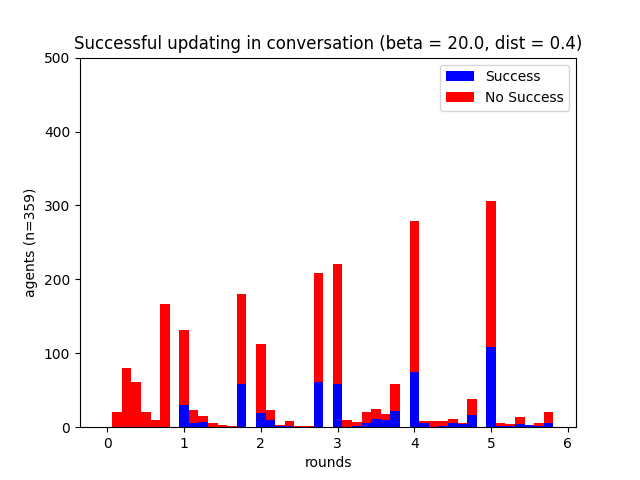 Successful updating in conversation (beta = 20.0, dist = 0.4)
Success
No Success
500
400
300
200
100
0
agents (n=359)
0 1 2 3 4 5 6
rounds